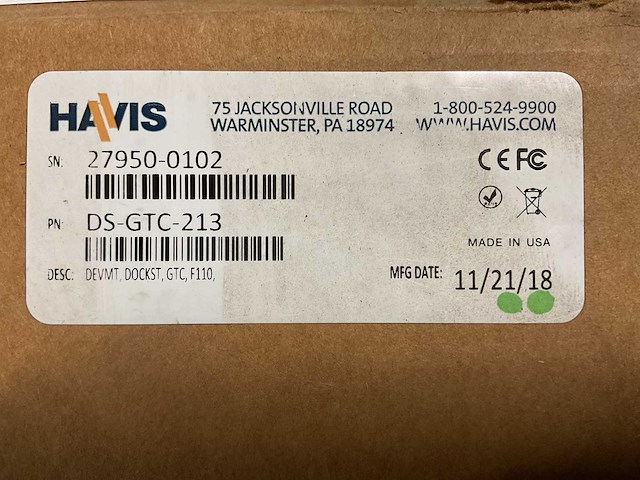 HAVIS
75 JACKSONVILLE ROAD
WARMINSTER, PA 18974
1-800-524-9900
WWW.HAVIS.COM
SN: 27950-0102
CE FC
PN: DS-GTC-213
MADE IN USA
DESC: DEVMT, DOCKST, GTC, F110,
MFG DATE: 11/21/18